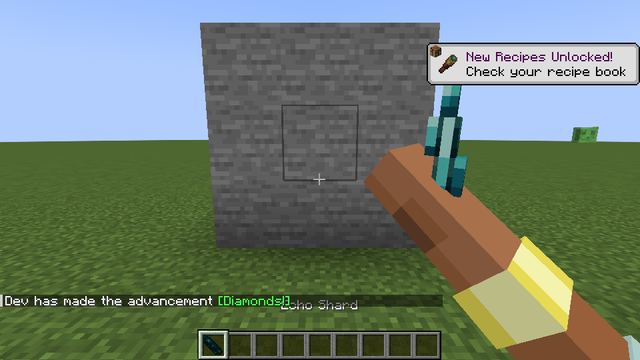 New Recipes Unlocked!
Check your recipe book
Dev has made the advancement [Diamonds!]
Echo Shard